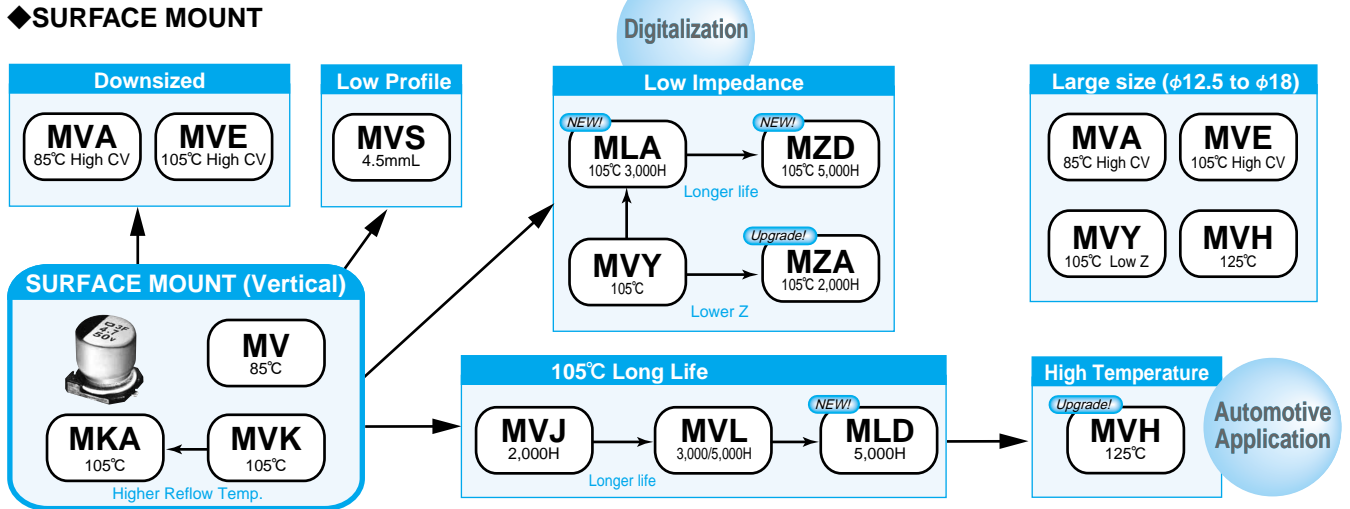 ◆SURFACE MOUNT
Digitalization
Downsized
MVA
85℃ High CV
MVE
105℃ High CV
Low Profile
MVS
4.5mmL
Low Impedance
NEW!
MLA
105℃ 3,000H
NEW!
MZD
105℃ 5,000H
Longer life
MVY
105℃
Upgrade!
MZA
105℃ 2,000H
Lower Z
Large size (φ12.5 to φ18)
MVA
85℃ High CV
MVE
105℃ High CV
MVY
105℃ Low Z
MVH
125℃
SURFACE MOUNT (Vertical)
3F
4.7
50v
MV
85℃
MKA
105℃
MVK
105℃
Higher Reflow Temp.
105℃ Long Life
MVJ
2,000H
MVL
3,000/5,000H
NEW!
MLD
5,000H
Longer life
High Temperature
Upgrade!
MVH
125℃
Automotive
Application